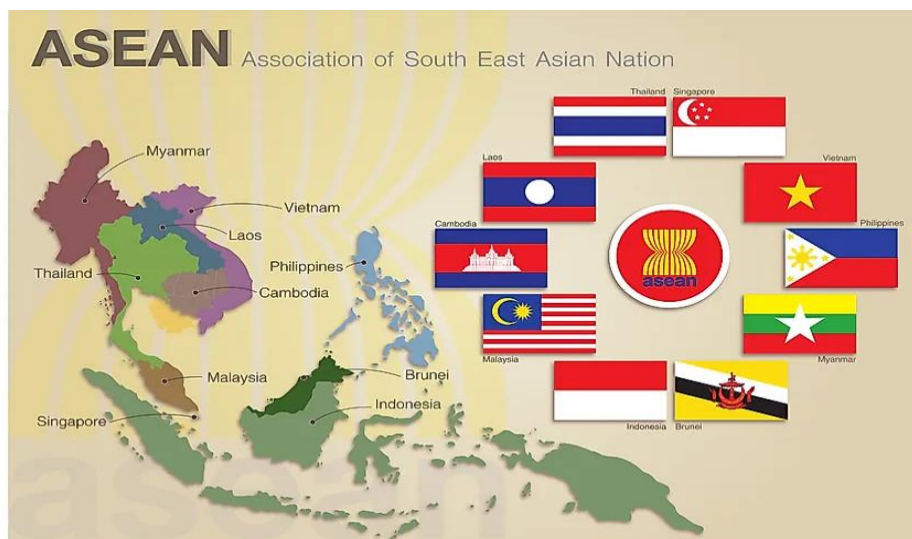 ASEAN Association of South East Asian Nation
Thailand Singapore
Laos
Vietnam
Cambodia
Philippines
Malaysia
Myanmar
Indonesia Brunei
asean
Myanmar
Vietnam
Laos
Philippines
Thailand
Cambodia
Malaysia
Brunei
Indonesia
Singapore
asean